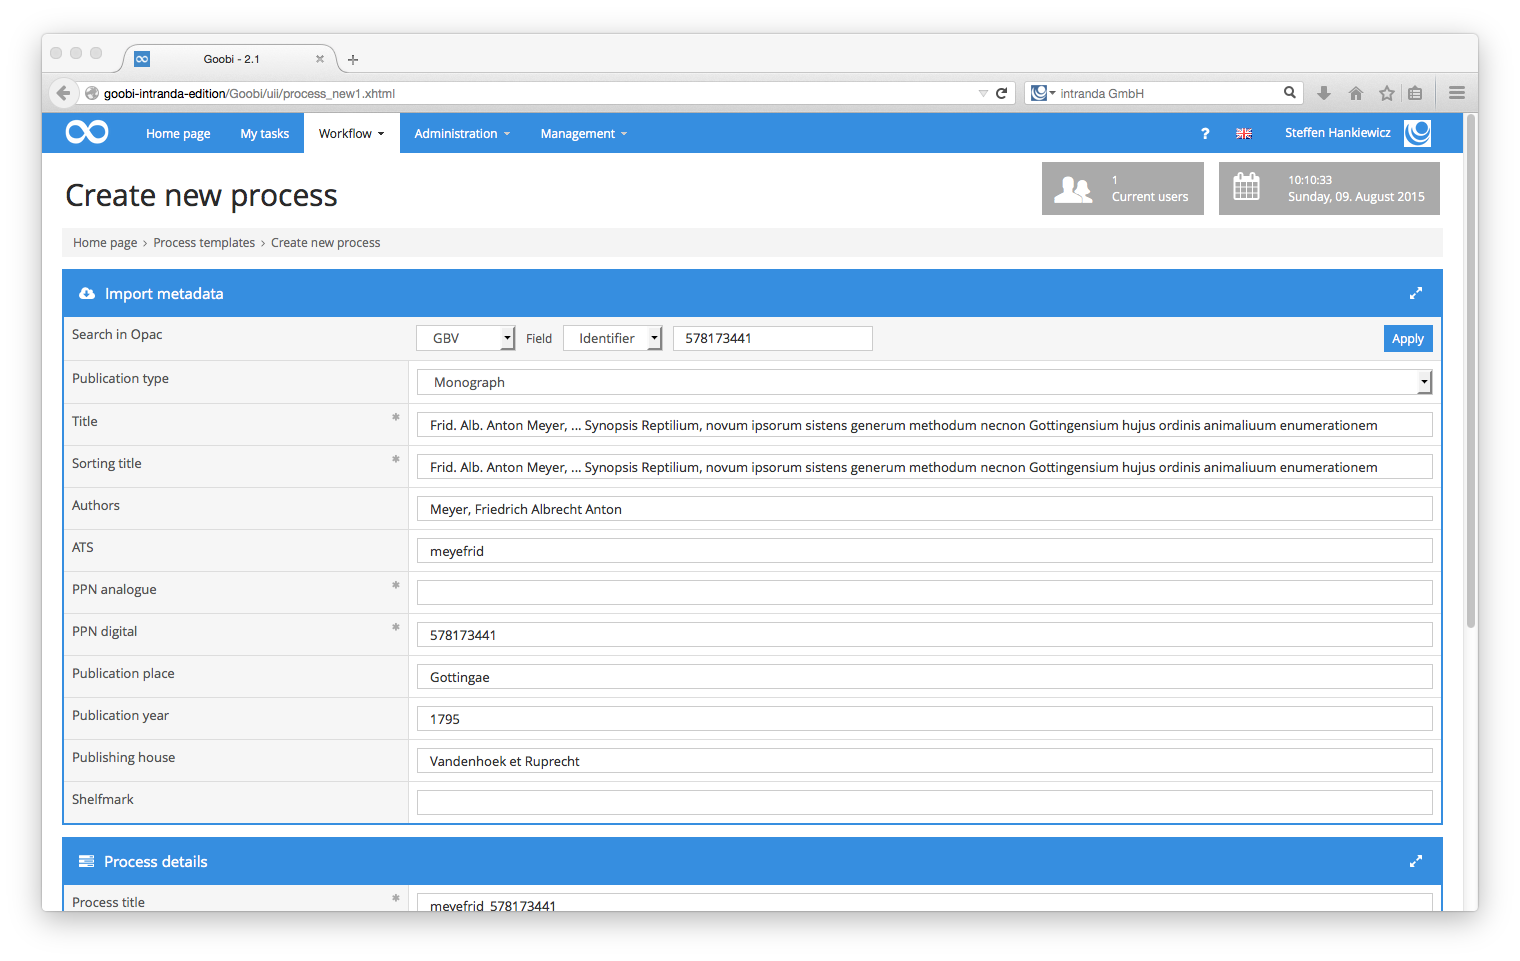 Goobi - 2.1
goobi-intranda-edition/Goobi/uii/process_new1.xhtml
intranda GmbH
Home page My tasks Workflow Administration Management ? Steffen Hankiewicz
Create new process
1
Current users
10:10:33
Sunday, 09. August 2015
Home page › Process templates › Create new process
Import metadata
Search in Opac GBV Field Identifier 578173441 Apply
Publication type Monograph
Title * Frid. Alb. Anton Meyer, ... Synopsis Reptilium, novum ipsorum sistens generum methodum necnon Gottingensium hujus ordinis animaliuum enumerationem
Sorting title * Frid. Alb. Anton Meyer, ... Synopsis Reptilium, novum ipsorum sistens generum methodum necnon Gottingensium hujus ordinis animaliuum enumerationem
Authors Meyer, Friedrich Albrecht Anton
ATS meyefrid
PPN analogue *
PPN digital * 578173441
Publication place Gottingae
Publication year 1795
Publishing house Vandenhoek et Ruprecht
Shelfmark
Process details
Process title * meyefrid_578173441